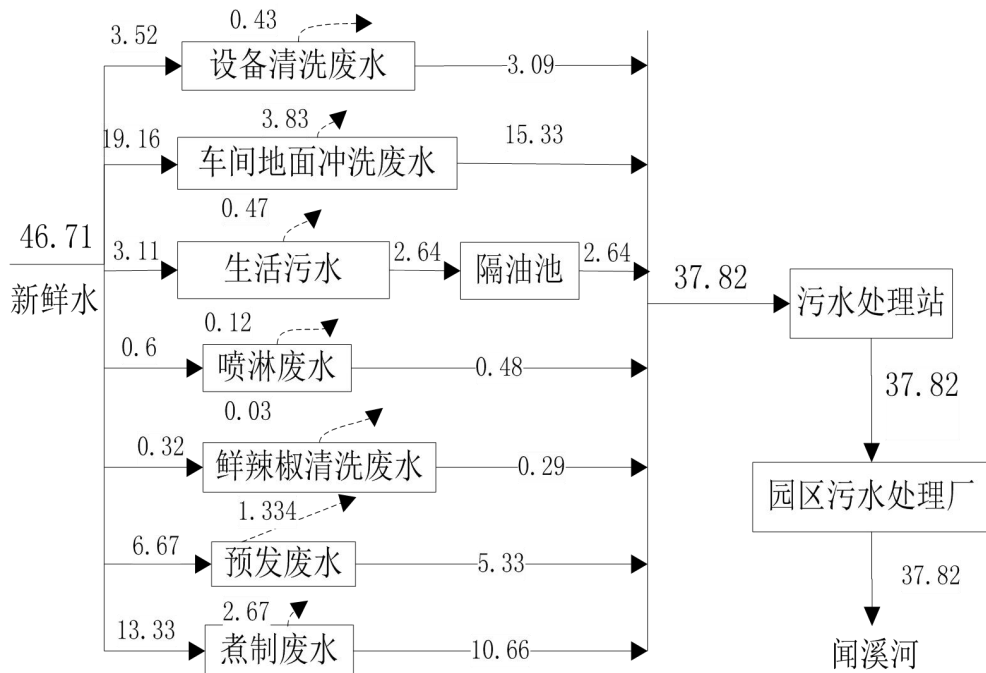 0.43
3.52
设备清洗废水
3.09
3.83
19.16
15.33
车间地面冲洗废水
0.47
46.71
3.11
生活污水
2.64
隔油池
2.64
37.82
污水处理站
新鲜水
0.12
0.6
喷淋废水
0.48
37.82
0.03
0.32
鲜辣椒清洗废水
0.29
园区污水处理厂
1.334
6.67
预发废水
5.33
37.82
2.67
13.33
煮制废水
10.66
闻溪河